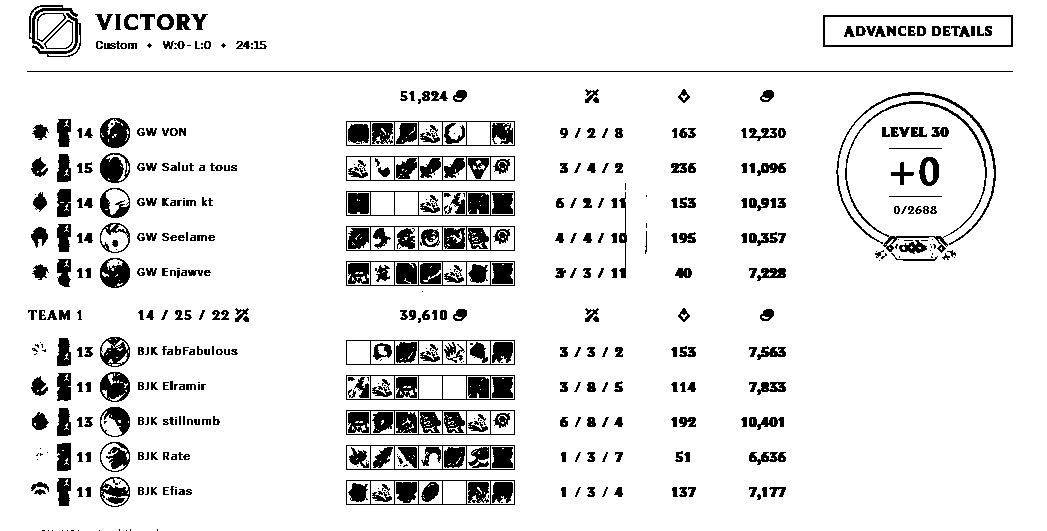 VICTORY
Custom • W:0 - L:0 • 24:15
ADVANCED DETAILS
51,824
14 GW VON 9 / 2 / 8 163 12,230
15 GW Salut a tous 3 / 4 / 2 236 11,096
14 GW Karim kt 6 / 2 / 11 153 10,913
14 GW Seelame 4 / 4 / 10 195 10,357
11 GW Enjawve 3 / 3 / 11 40 7,228
LEVEL 30
+0
0/2688
TEAM 1 14 / 25 / 22 39,610
13 BJK fabFabulous 3 / 3 / 2 153 7,563
11 BJK Elramir 3 / 8 / 5 114 7,833
13 BJK stillnumb 6 / 8 / 4 192 10,401
11 BJK Rate 1 / 3 / 7 51 6,636
11 BJK Efias 1 / 3 / 4 137 7,177